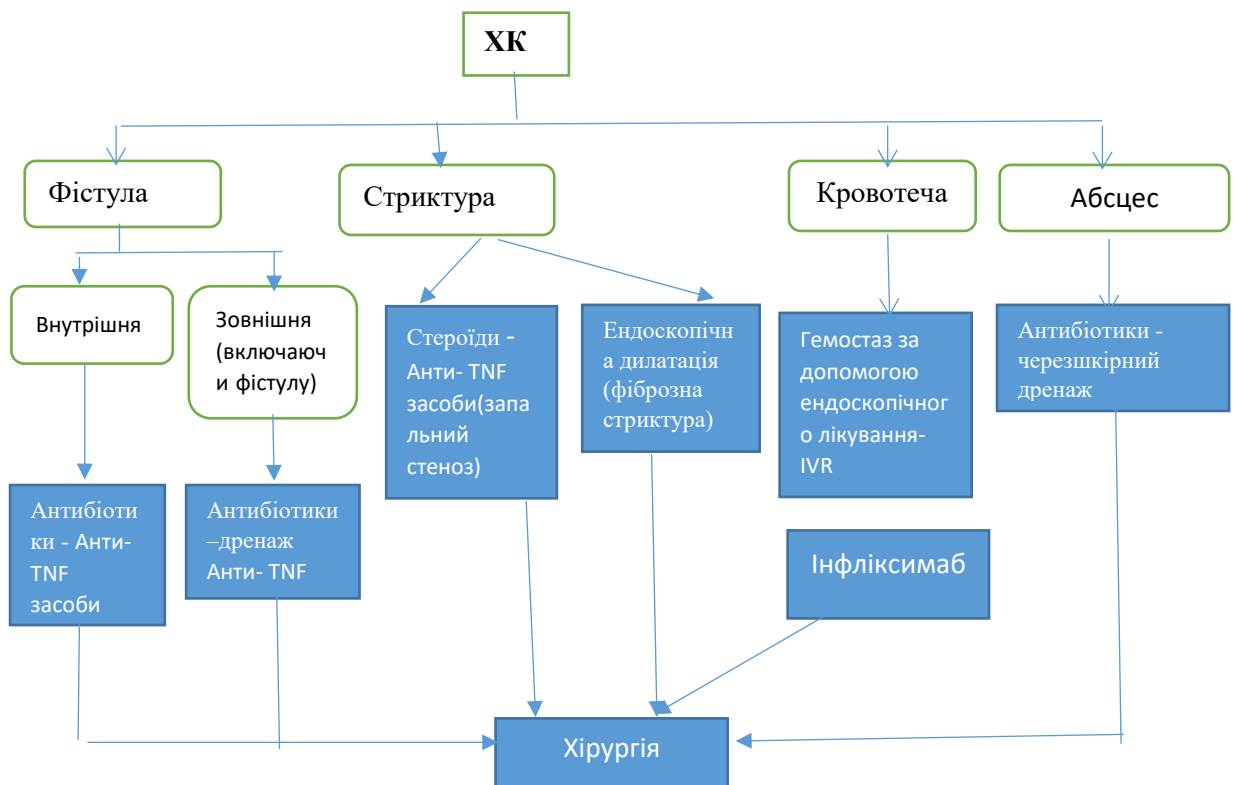 ХК
Фістула
Стриктура
Кровотеча
Абсцес
Внутрішня
Зовнішня
(включаюч
и фістулу)
Стероїди -
Анти- TNF
засоби(запа
льний
стеноз)
Ендоскопічн
а дилатація
(фіброзна
стриктура)
Гемостаз за
допомогою
ендоскопічног
о лікування-
IVR
Антибіотики -
черезшкірний
дренаж
Антибіоти
ки - Анти-
TNF
засоби
Антибіотики
–дренаж
Анти- TNF
Інфліксимаб
Хірургія